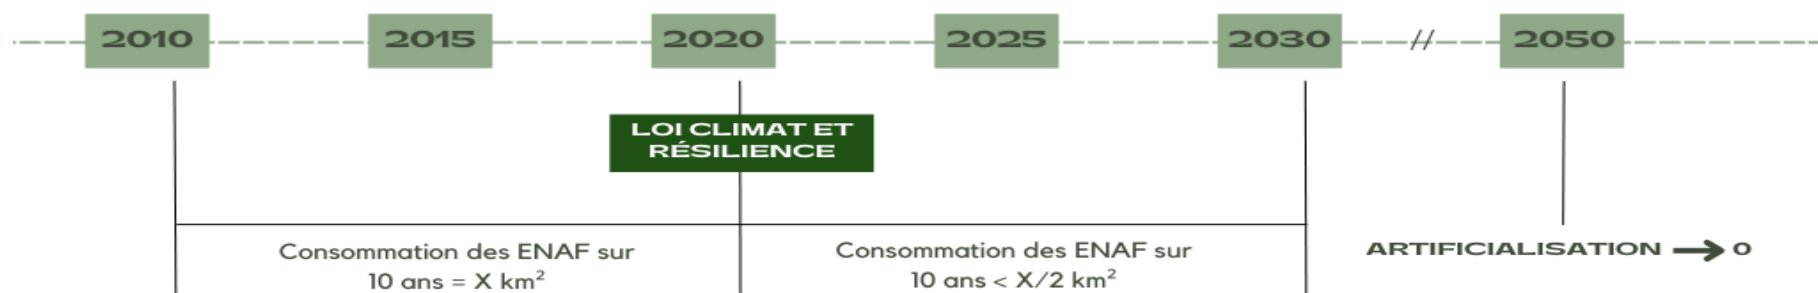 2010 2015 2020 2025 2030 // 2050
LOI CLIMAT ET
RÉSILIENCE
Consommation des ENAF sur
10 ans = X km²
Consommation des ENAF sur
10 ans < X/2 km²
ARTIFICIALISATION → 0